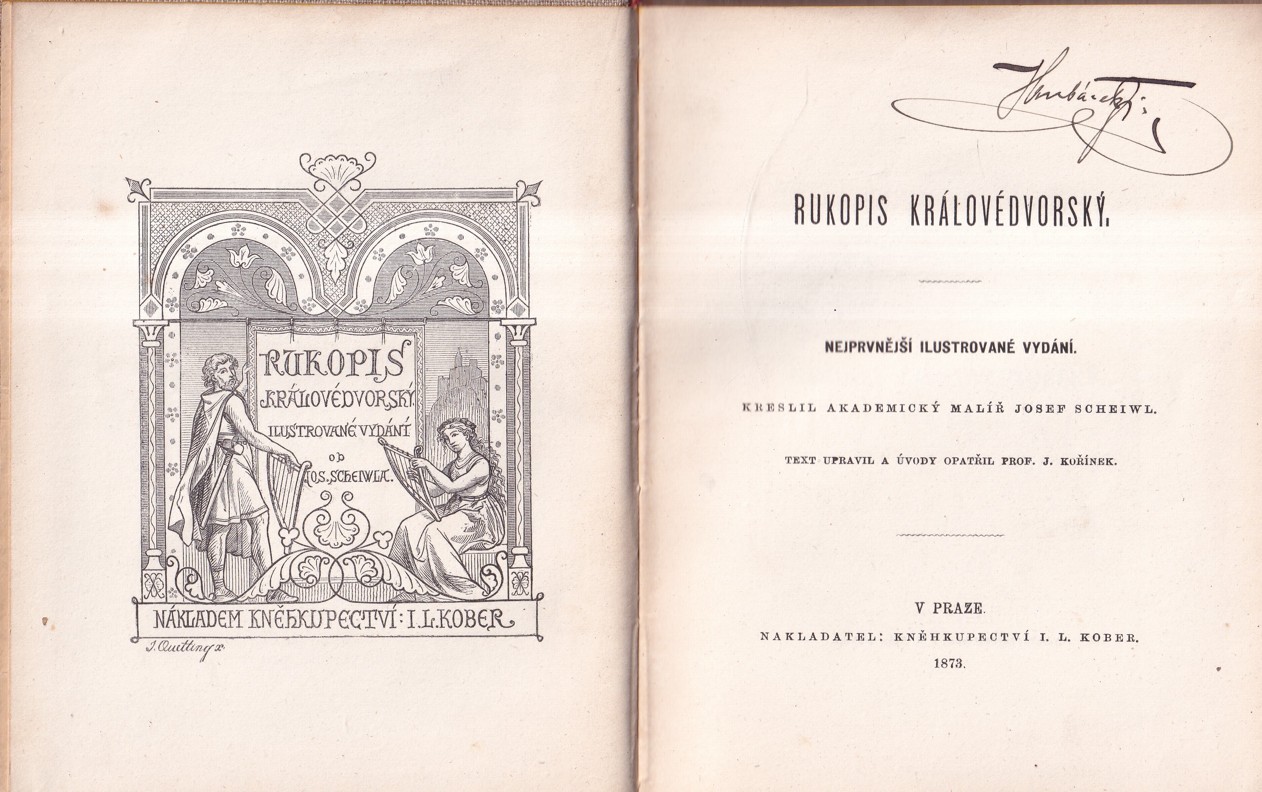 RUKOPIS
KRÁLOVÉDVORSKÝ
ILUSTROVANÉ VYDÁNÍ
OD
JOS. SCHEIWLA.
NÁKLADEM KNĚHKUPECTVÍ: I. L. KOBER.
RUKOPIS KRÁLOVÉDVORSKÝ.
NEJPRVNĚJŠÍ ILUSTROVANÉ VYDÁNÍ.
KRESLIL AKADEMICKÝ MALÍŘ JOSEF SCHEIWL.
TEXT UPRAVIL A ÚVODY OPATŘIL PROF. J. KOŘÍNEK.
V PRAZE.
NAKLADATEL: KNĚHKUPECTVÍ I. L. KOBER.
1873.